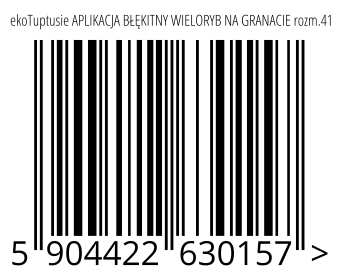 ekoTuptusie APLIKACJA BŁĘKITNY WIELORYB NA GRANACIE rozm.41
5 904422 630157 >